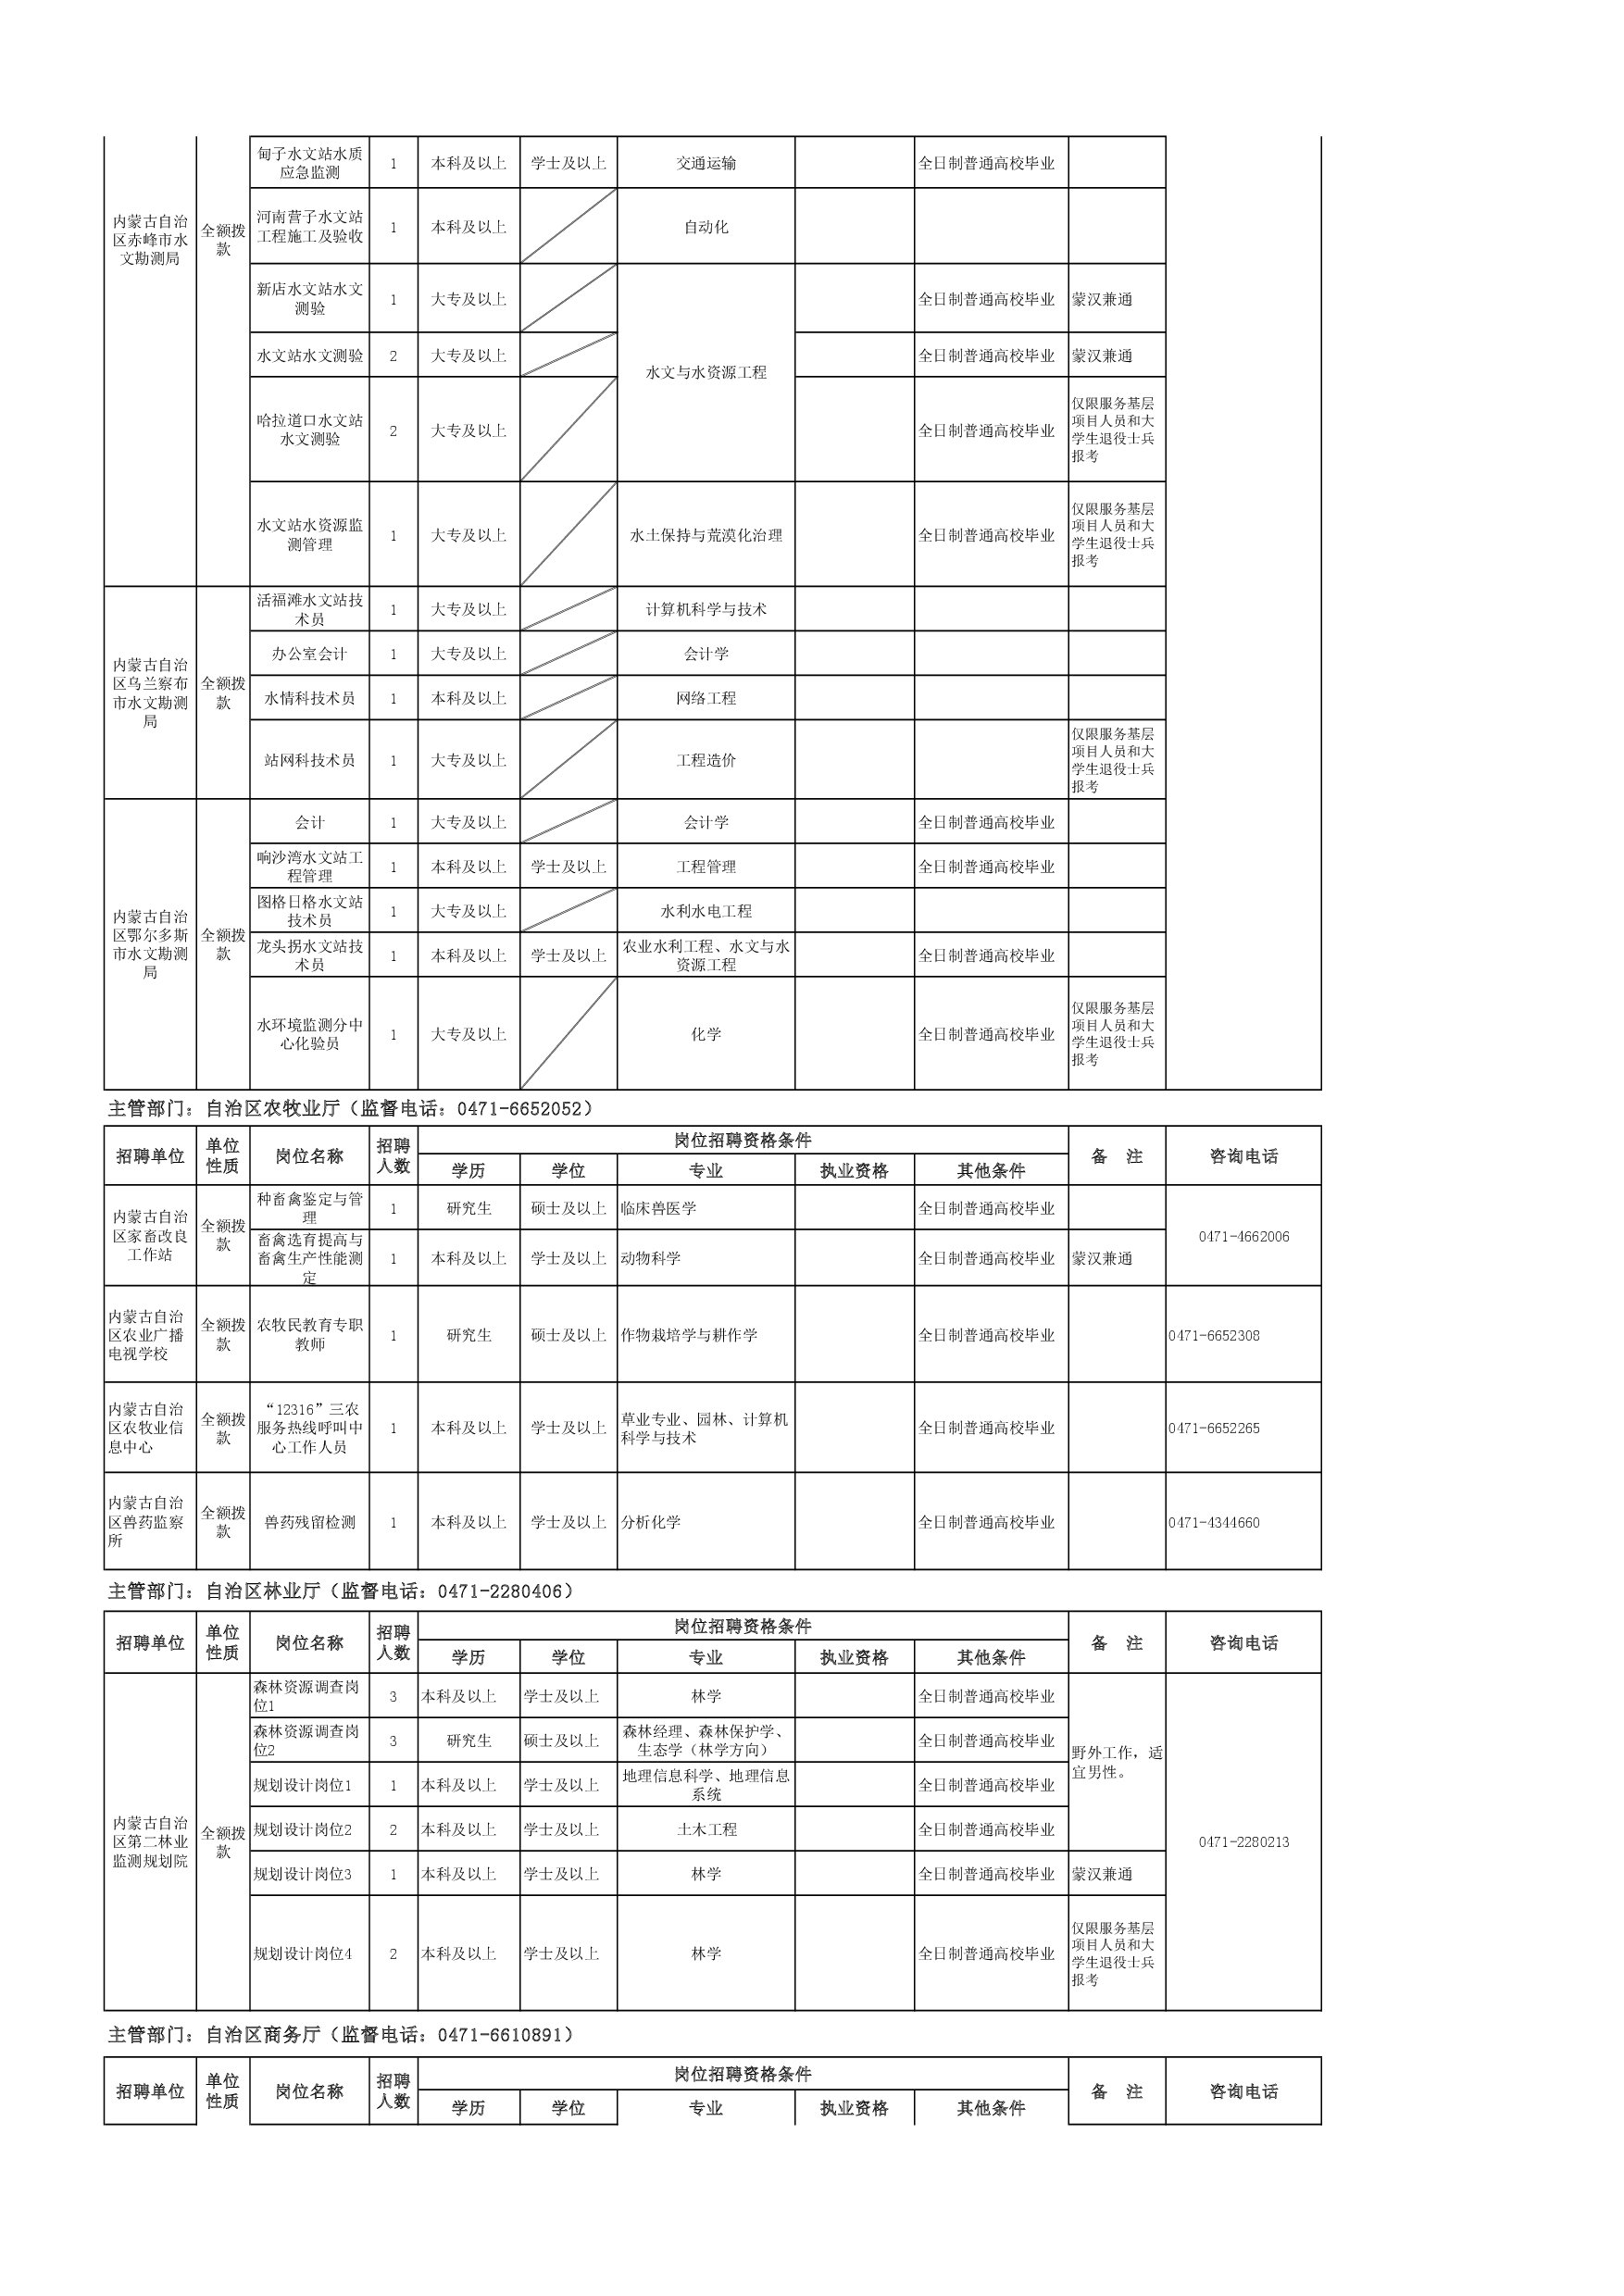 内蒙古自治
区赤峰市水
文勘测局
全额拨
款
甸子水文站水质
应急监测
1
本科及以上
学士及以上
交通运输
全日制普通高校毕业
河南营子水文站
工程施工及验收
1
本科及以上
自动化
新店水文站水文
测验
1
大专及以上
水文与水资源工程
全日制普通高校毕业
蒙汉兼通
水文站水文测验
2
大专及以上
全日制普通高校毕业
蒙汉兼通
哈拉道口水文站
水文测验
2
大专及以上
全日制普通高校毕业
仅限服务基层
项目人员和大
学生退役士兵
报考
水文站水资源监
测管理
1
大专及以上
水土保持与荒漠化治理
全日制普通高校毕业
仅限服务基层
项目人员和大
学生退役士兵
报考
内蒙古自治
区乌兰察布
市水文勘测
局
全额拨
款
活福滩水文站技
术员
1
大专及以上
计算机科学与技术
办公室会计
1
大专及以上
会计学
水情科技术员
1
本科及以上
网络工程
站网科技术员
1
大专及以上
工程造价
仅限服务基层
项目人员和大
学生退役士兵
报考
内蒙古自治
区鄂尔多斯
市水文勘测
局
全额拨
款
会计
1
大专及以上
会计学
全日制普通高校毕业
响沙湾水文站工
程管理
1
本科及以上
学士及以上
工程管理
全日制普通高校毕业
图格日格水文站
技术员
1
大专及以上
水利水电工程
龙头拐水文站技
术员
1
本科及以上
学士及以上
农业水利工程、水文与水
资源工程
全日制普通高校毕业
水环境监测分中
心化验员
1
大专及以上
化学
全日制普通高校毕业
仅限服务基层
项目人员和大
学生退役士兵
报考
主管部门：自治区农牧业厅（监督电话：0471-6652052）
招聘单位
单位
性质
岗位名称
招聘
人数
岗位招聘资格条件
学历
学位
专业
执业资格
其他条件
备 注
咨询电话
内蒙古自治
区家畜改良
工作站
全额拨
款
种畜禽鉴定与管
理
1
研究生
硕士及以上
临床兽医学
全日制普通高校毕业
0471-4662006
畜禽选育提高与
畜禽生产性能测
定
1
本科及以上
学士及以上
动物科学
全日制普通高校毕业
蒙汉兼通
内蒙古自治
区农业广播
电视学校
全额拨
款
农牧民教育专职
教师
1
研究生
硕士及以上
作物栽培学与耕作学
全日制普通高校毕业
0471-6652308
内蒙古自治
区农牧业信
息中心
全额拨
款
“12316”三农
服务热线呼叫中
心工作人员
1
本科及以上
学士及以上
草业专业、园林、计算机
科学与技术
全日制普通高校毕业
0471-6652265
内蒙古自治
区兽药监察
所
全额拨
款
兽药残留检测
1
本科及以上
学士及以上
分析化学
全日制普通高校毕业
0471-4344660
主管部门：自治区林业厅（监督电话：0471-2280406）
招聘单位
单位
性质
岗位名称
招聘
人数
岗位招聘资格条件
学历
学位
专业
执业资格
其他条件
备 注
咨询电话
内蒙古自治
区第二林业
监测规划院
全额拨
款
森林资源调查岗
位1
3
本科及以上
学士及以上
林学
全日制普通高校毕业
野外工作，适
宜男性。
0471-2280213
森林资源调查岗
位2
3
研究生
硕士及以上
森林经理、森林保护学、
生态学（林学方向）
全日制普通高校毕业
规划设计岗位1
1
本科及以上
学士及以上
地理信息科学、地理信息
系统
全日制普通高校毕业
规划设计岗位2
2
本科及以上
学士及以上
土木工程
全日制普通高校毕业
规划设计岗位3
1
本科及以上
学士及以上
林学
全日制普通高校毕业
蒙汉兼通
规划设计岗位4
2
本科及以上
学士及以上
林学
全日制普通高校毕业
仅限服务基层
项目人员和大
学生退役士兵
报考
主管部门：自治区商务厅（监督电话：0471-6610891）
招聘单位
单位
性质
岗位名称
招聘
人数
岗位招聘资格条件
学历
学位
专业
执业资格
其他条件
备 注
咨询电话